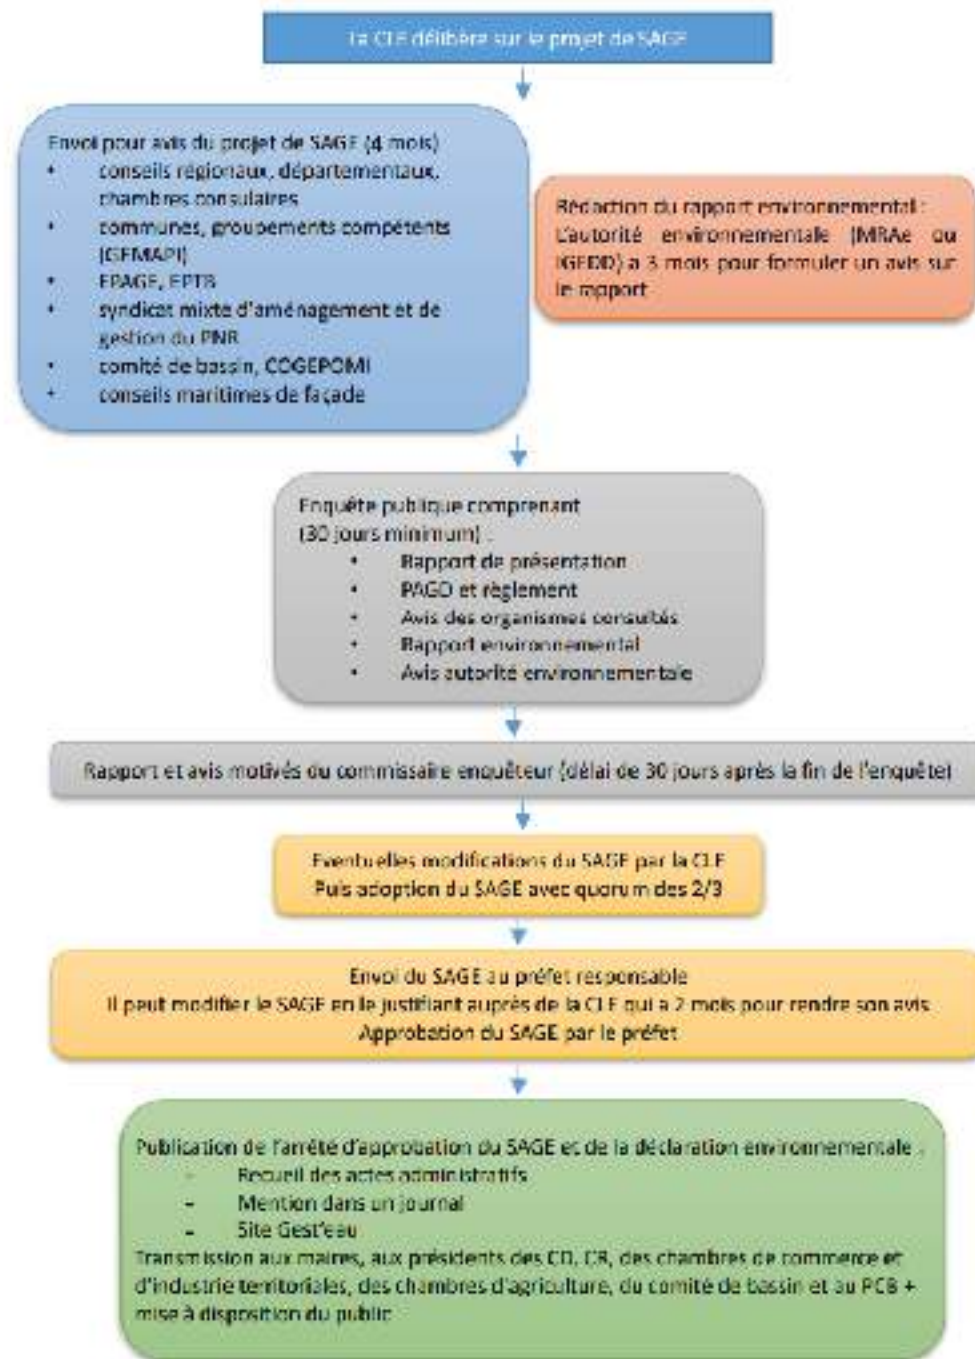 La CLE délibère sur le projet de SAGE
Envoi pour avis du projet de SAGE (4 mois)
• conseils régionaux, départementaux,
chambres consulaires
• communes, groupements compétents
(GEMAPI)
• EPAGE, EPTB
• syndicat mixte d'aménagement et de
gestion du PNR
• comité de bassin, COGEPOMI
• conseils maritimes de façade
Rédaction du rapport environnemental :
L'autorité environnementale (MRAe ou
IGEDD) a 3 mois pour formuler un avis sur
le rapport
Enquête publique comprenant
(30 jours minimum) :
• Rapport de présentation
• PAGD et règlement
• Avis des organismes consultés
• Rapport environnemental
• Avis autorité environnementale
Rapport et avis motivés du commissaire enquêteur (délai de 30 jours après la fin de l'enquête)
Eventuelles modifications du SAGE par la CLE
Puis adoption du SAGE avec quorum des 2/3
Envoi du SAGE au préfet responsable
Il peut modifier le SAGE en le justifiant auprès de la CLE qui a 2 mois pour rendre son avis
Approbation du SAGE par le préfet
Publication de l'arrêté d'approbation du SAGE et de la déclaration environnementale :
- Recueil des actes administratifs
- Mention dans un journal
- Site Gest'eau
Transmission aux maires, aux présidents des CD, CR, des chambres de commerce et
d'industrie territoriales, des chambres d'agriculture, du comité de bassin et au PCB +
mise à disposition du public